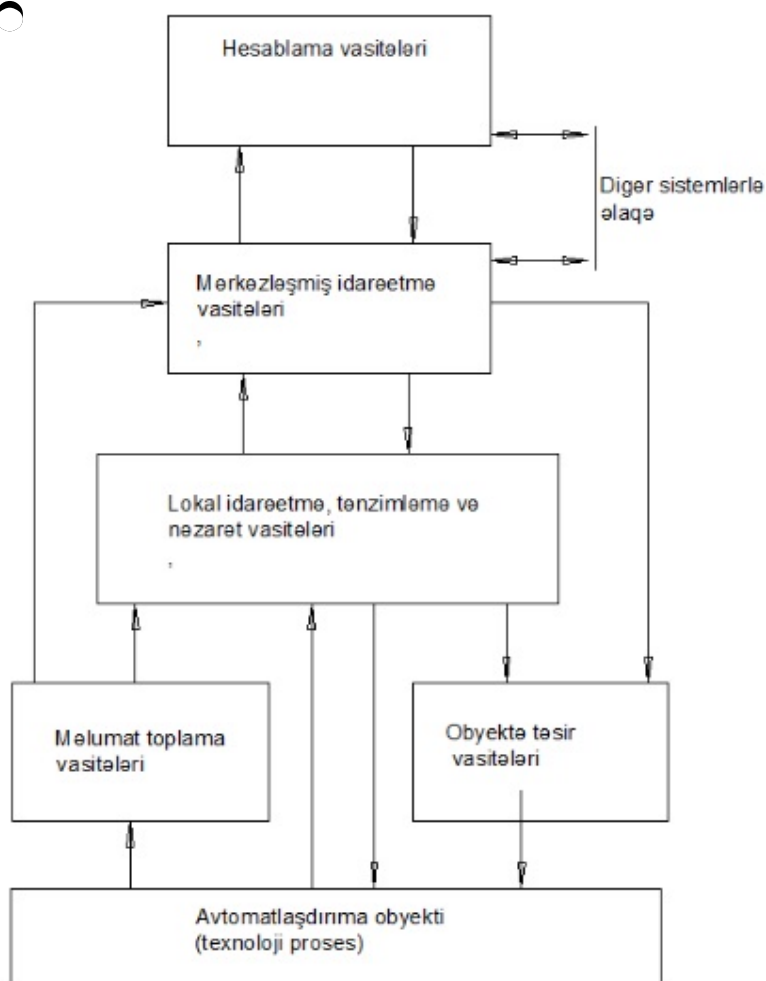 Hesablama vasitələri
Digər sistemlərlə
əlaqə
Mərkəzləşmiş idarəetmə
vasitələri
,
Lokal idarəetmə, tənzimləmə və
nəzarət vasitələri
,
Məlumat toplama
vasitələri
Obyektə təsir
vasitələri
Avtomatlaşdırıma obyekti
(texnoloji proses)